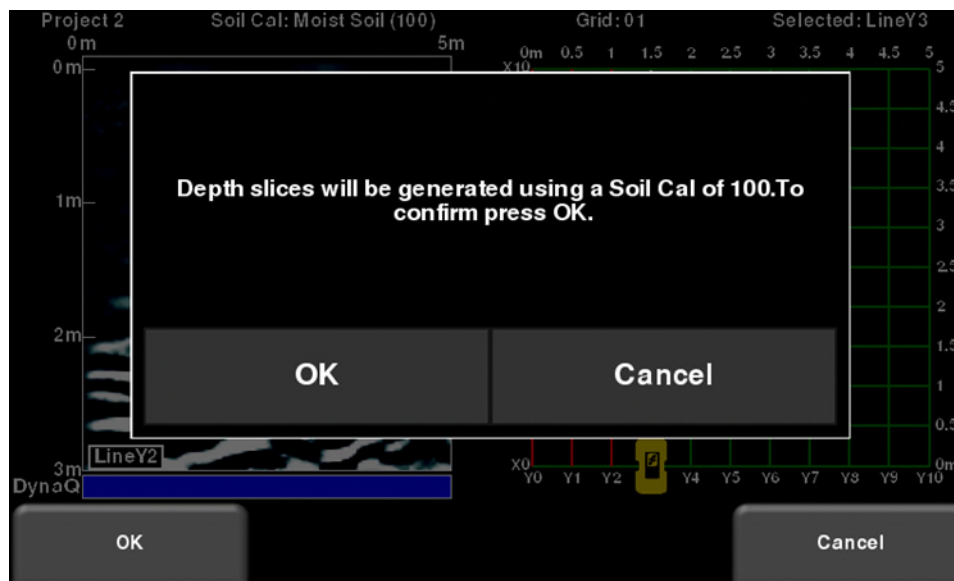 Project 2 Soil Cal: Moist Soil (100) Grid: 01 Selected: LineY3
0 m 5m
0m 0.5 1 1.5 2 2.5 3 3.5 4 4.5 5
X10
0 m
5
4.5
4
Depth slices will be generated using a Soil Cal of 100.To
confirm press OK.
1m
3.5
3
2.5
2
2m
1.5
OK Cancel
1
0.5
LineY2
3m
X0 0m
Y0 Y1 Y2 Y4 Y5 Y6 Y7 Y8 Y9 Y10
DynaQ
OK Cancel